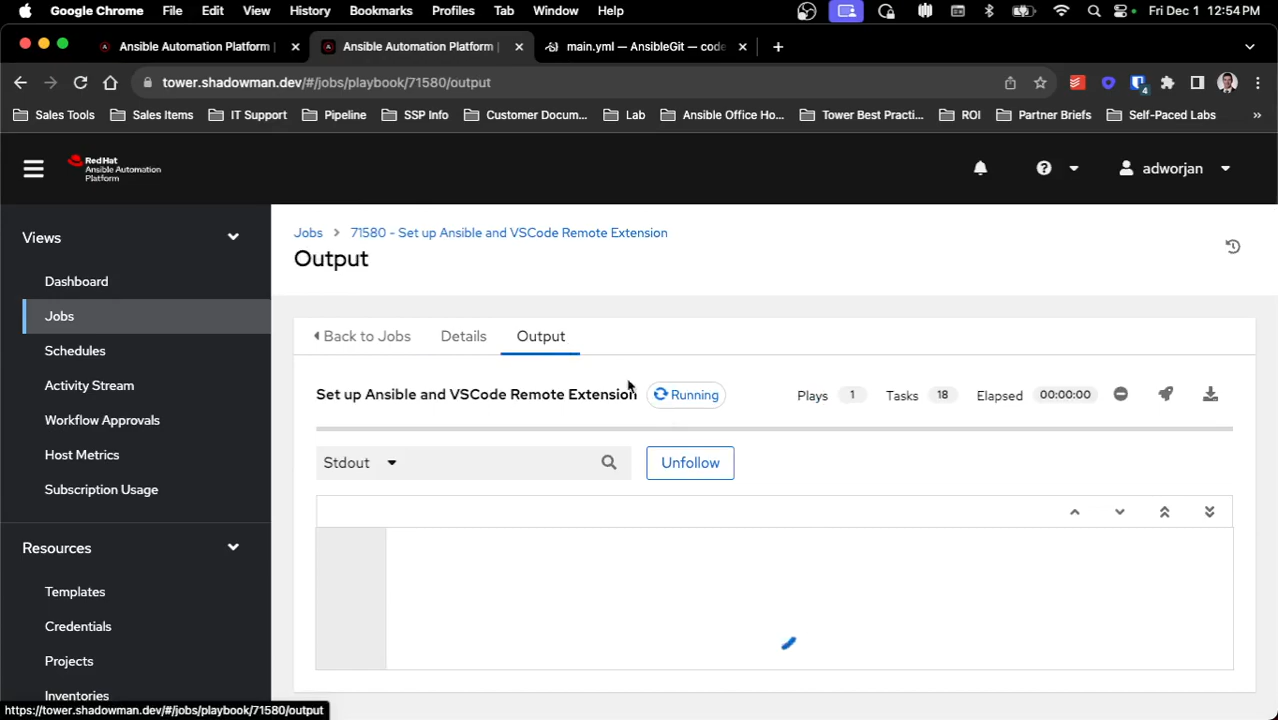 Google Chrome File Edit View History Bookmarks Profiles Tab Window Help Fri Dec 1 12:54 PM
Ansible Automation Platform | Ansible Automation Platform | main.yml — AnsibleGit — code
tower.shadowman.dev/#/jobs/playbook/71580/output 4
Sales Tools Sales Items IT Support Pipeline SSP Info Customer Docum... Lab Ansible Office Ho... Tower Best Practi... ROI Partner Briefs Self-Paced Labs »
Red Hat
Ansible Automation
Platform
adworjan
Views
Dashboard
Jobs
Schedules
Activity Stream
Workflow Approvals
Host Metrics
Subscription Usage
Resources
Templates
Credentials
Projects
Inventories
https://tower.shadowman.dev/#/jobs/playbook/71580/output
Jobs 71580 - Set up Ansible and VSCode Remote Extension
Output
Back to Jobs Details Output
Set up Ansible and VSCode Remote Extension Running Plays 1 Tasks 18 Elapsed 00:00:00
Stdout Unfollow